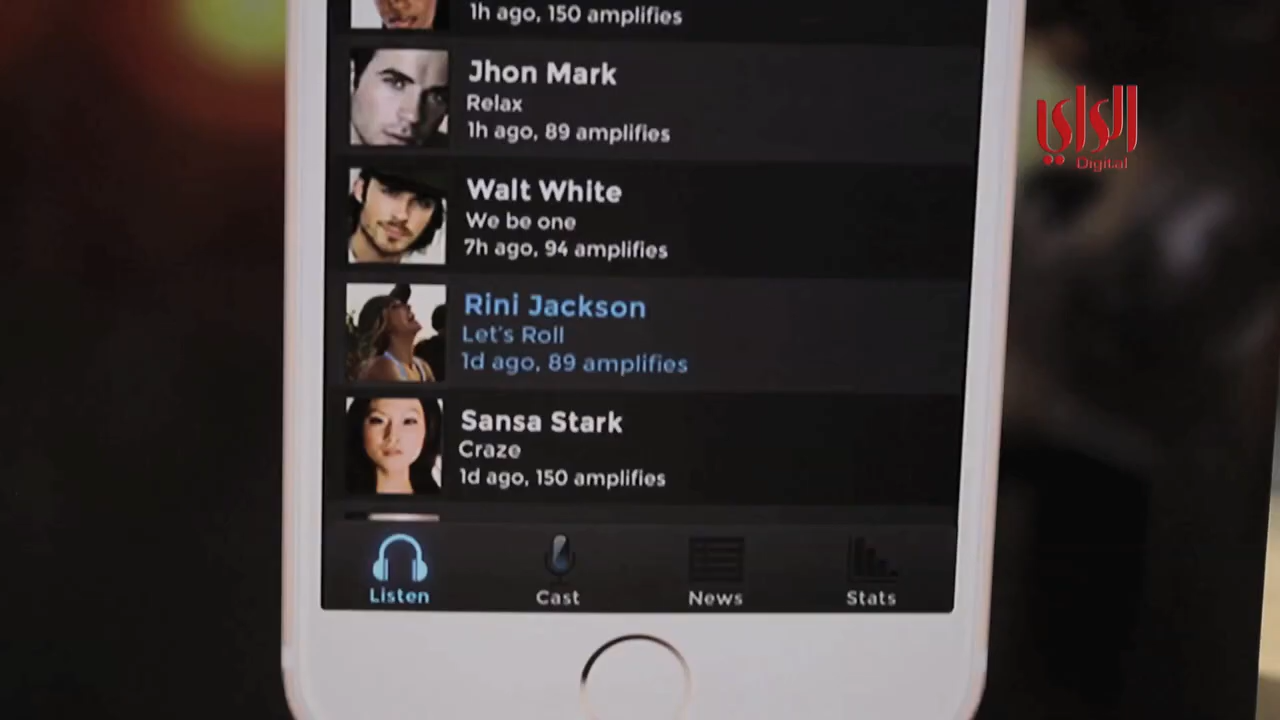 1h ago, 150 amplifies
Jhon Mark
Relax
1h ago, 89 amplifies
الراي
Digital
Walt White
We be one
7h ago, 94 amplifies
Rini Jackson
Let's Roll
1d ago, 89 amplifies
Sansa Stark
Craze
1d ago, 150 amplifies
Listen
Cast
News
Stats